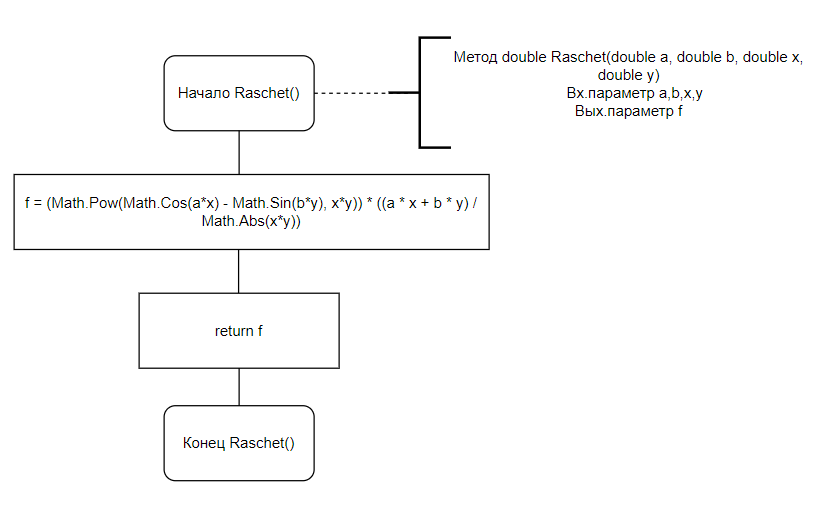 Метод double Raschet(double a, double b, double x,
double y)
Вх.параметр a,b,x,y
Вых.параметр f
Начало Raschet()
f = (Math.Pow(Math.Cos(a*x) - Math.Sin(b*y), x*y)) * ((a * x + b * y) /
Math.Abs(x*y))
return f
Конец Raschet()